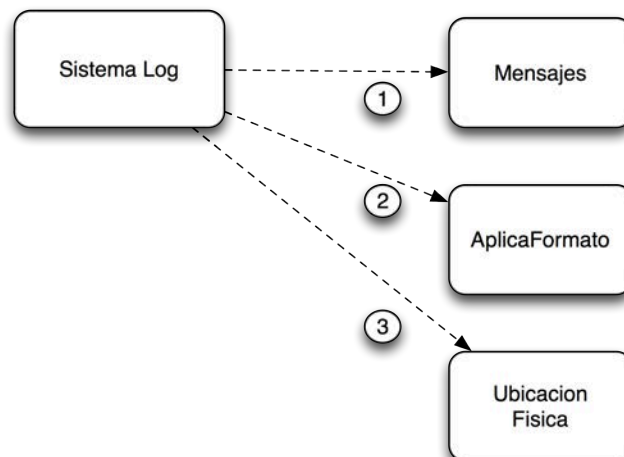 Sistema Log
Mensajes
1
2
AplicaFormato
3
Ubicacion
Fisica